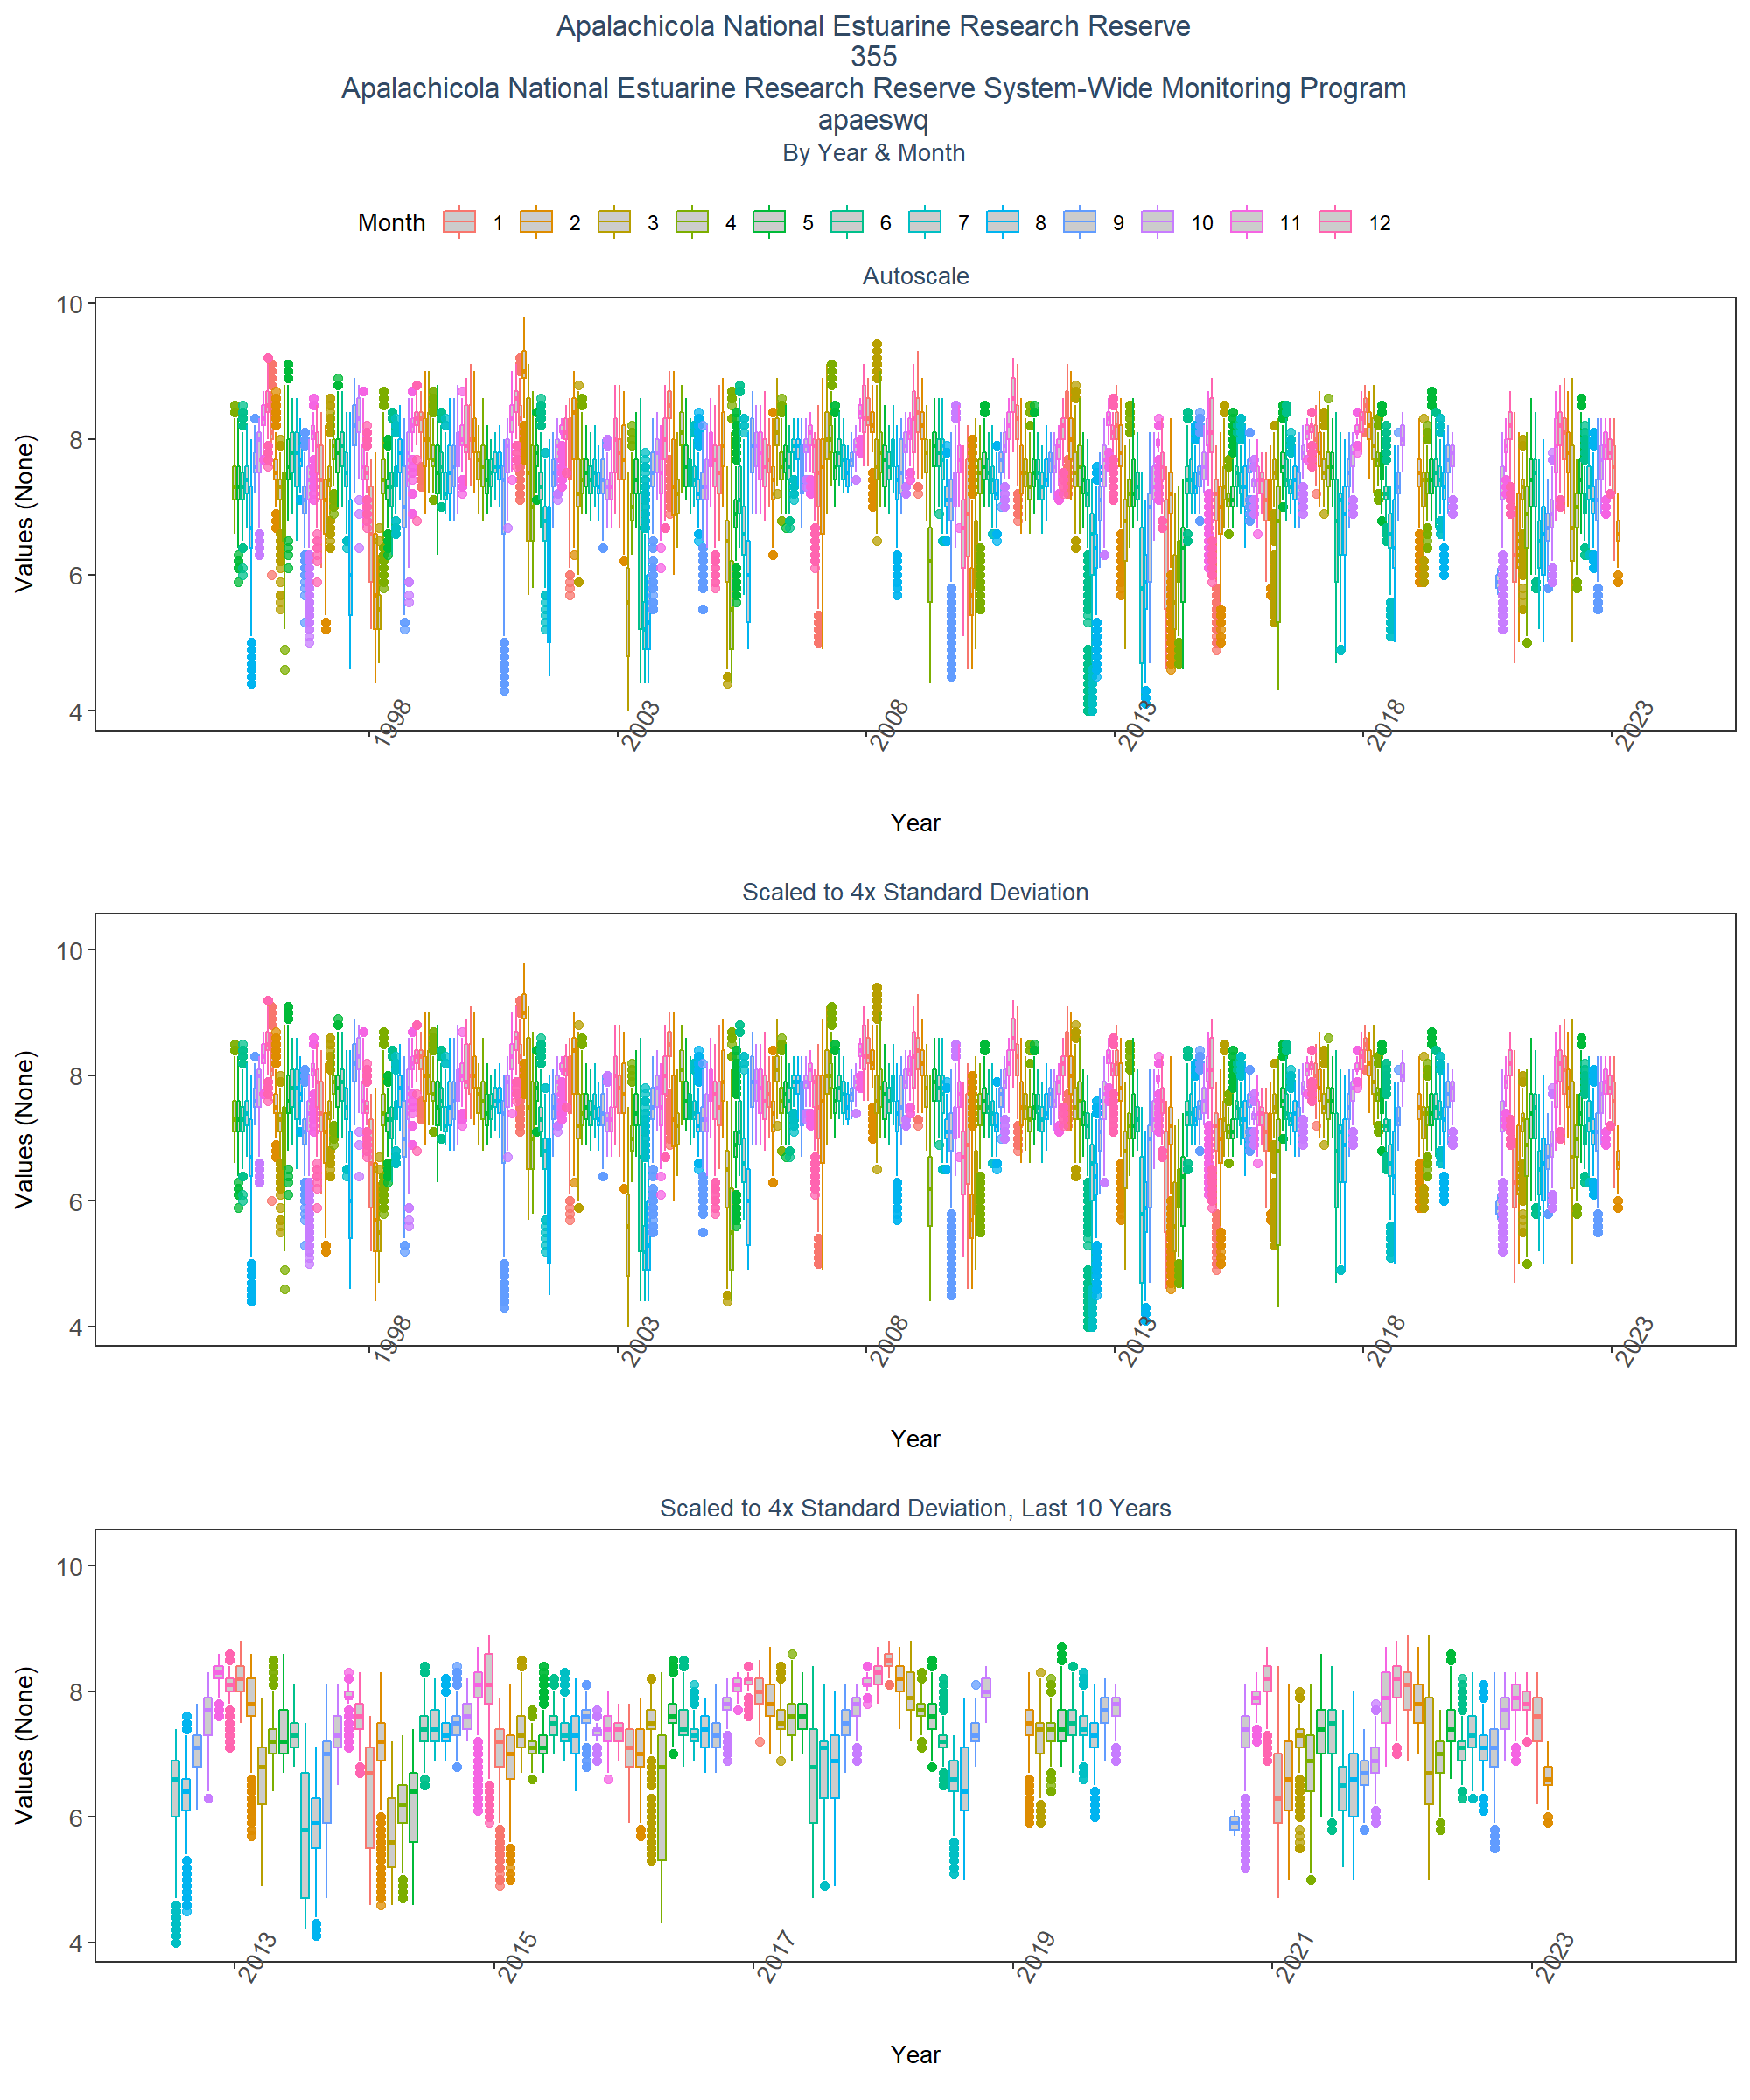 Apalachicola National Estuarine Research Reserve
355
Apalachicola National Estuarine Research Reserve System-Wide Monitoring Program
apaeswq
By Year & Month
Month 1 2 3 4 5 6 7 8 9 10 11 12
Autoscale
Values (None)
10
8
6
4
1998 2003 2008 2013 2018 2023
Year
Scaled to 4x Standard Deviation
Values (None)
10
8
6
4
1998 2003 2008 2013 2018 2023
Year
Scaled to 4x Standard Deviation, Last 10 Years
Values (None)
10
8
6
4
2013 2015 2017 2019 2021 2023
Year